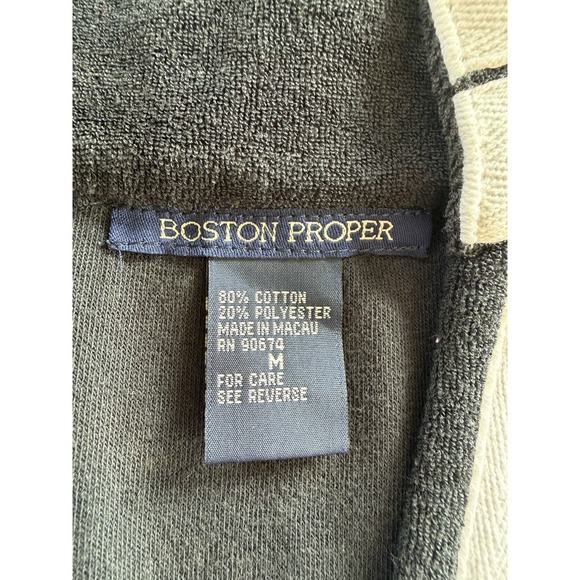 BOSTON PROPER
80% COTTON
20% POLYESTER
MADE IN MACAU
RN 90674
M
FOR CARE
SEE REVERSE